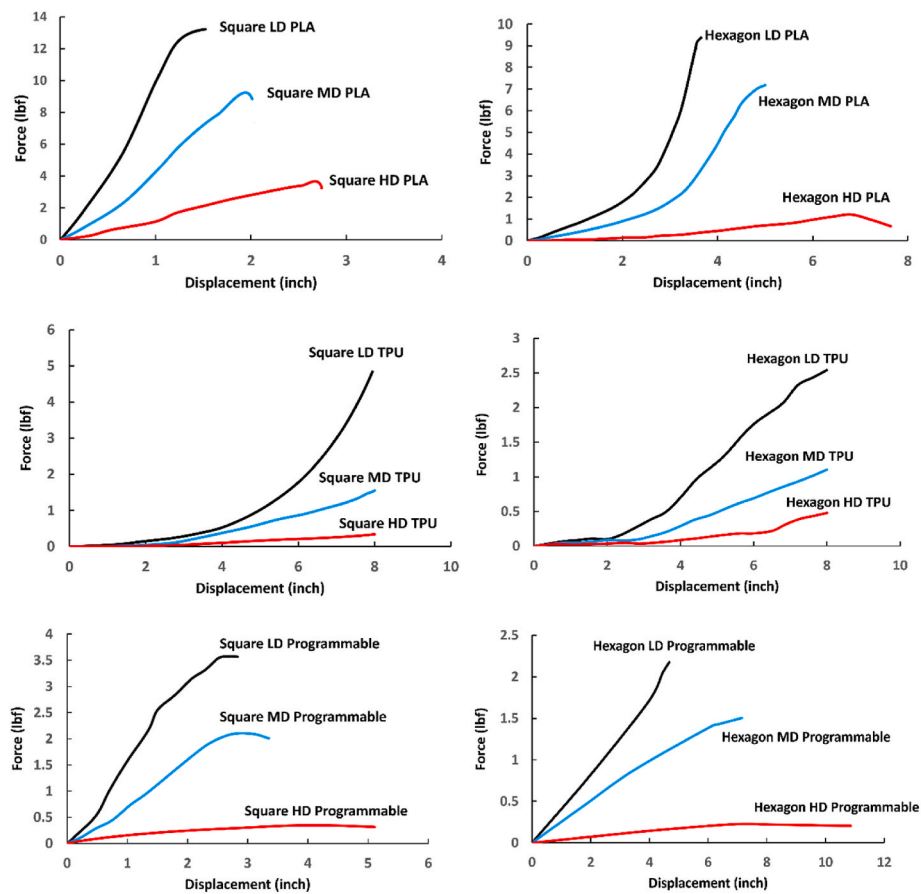 14
12
10
8
6
4
2
0
Force (lbf)
Square LD PLA
Square MD PLA
Square HD PLA
0 1 2 3 4
Displacement (inch)
10
9
8
7
6
5
4
3
2
1
0
Force (lbf)
Hexagon LD PLA
Hexagon MD PLA
Hexagon HD PLA
0 2 4 6 8
Displacement (inch)
6
5
4
3
2
1
0
Force (lbf)
Square LD TPU
Square MD TPU
Square HD TPU
0 2 4 6 8 10
Displacement (inch)
3
2.5
2
1.5
1
0.5
0
Force (lbf)
Hexagon LD TPU
Hexagon MD TPU
Hexagon HD TPU
0 2 4 6 8 10
Displacement (inch)
4
3.5
3
2.5
2
1.5
1
0.5
0
Force (lbf)
Square LD Programmable
Square MD Programmable
Square HD Programmable
0 1 2 3 4 5 6
Displacement (inch)
2.5
2
1.5
1
0.5
0
Force (lbf)
Hexagon LD Programmable
Hexagon MD Programmable
Hexagon HD Programmable
0 2 4 6 8 10 12
Displacement (inch)